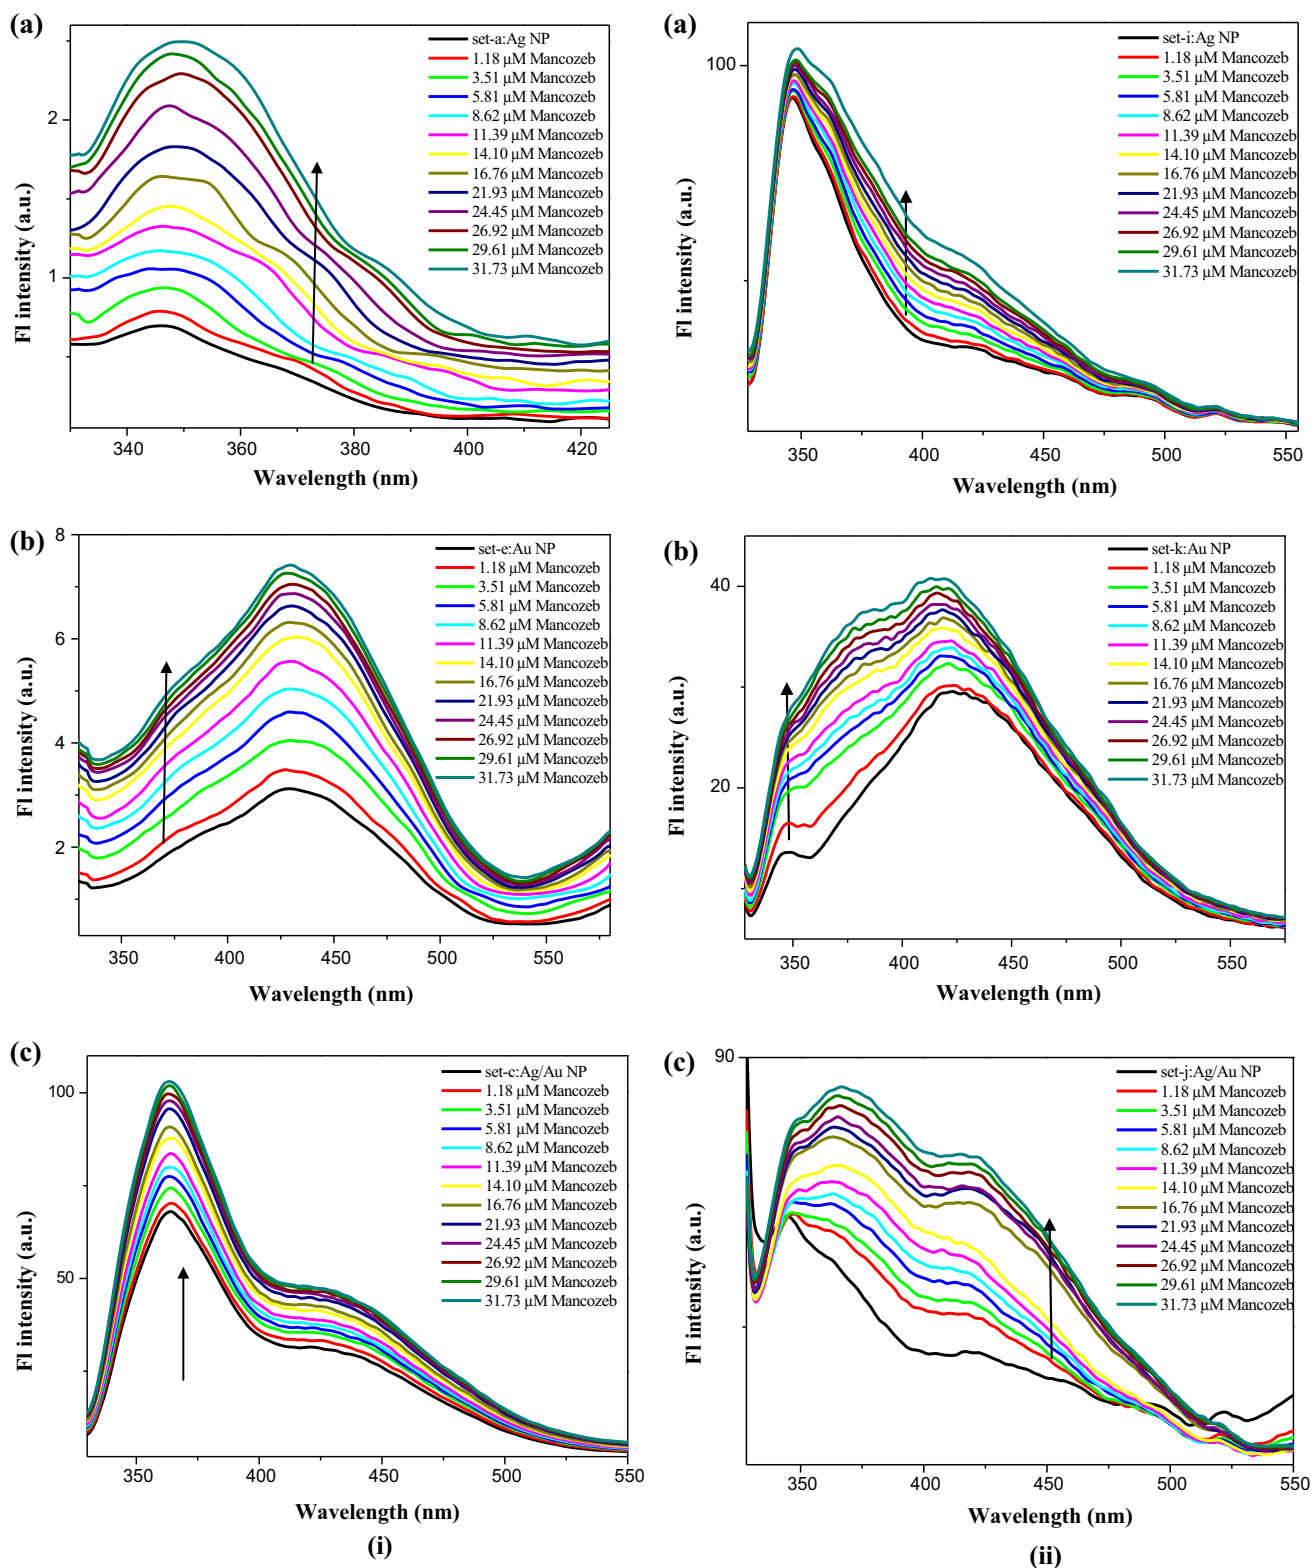 (a)
set-a:Ag NP
1.18 µM Mancozeb
3.51 µM Mancozeb
5.81 µM Mancozeb
8.62 µM Mancozeb
11.39 µM Mancozeb
14.10 µM Mancozeb
16.76 µM Mancozeb
21.93 µM Mancozeb
24.45 µM Mancozeb
26.92 µM Mancozeb
29.61 µM Mancozeb
31.73 µM Mancozeb
Fl intensity (a.u.)
2
1
340 360 380 400 420
Wavelength (nm)
(a)
set-i:Ag NP
1.18 µM Mancozeb
3.51 µM Mancozeb
5.81 µM Mancozeb
8.62 µM Mancozeb
11.39 µM Mancozeb
14.10 µM Mancozeb
16.76 µM Mancozeb
21.93 µM Mancozeb
24.45 µM Mancozeb
26.92 µM Mancozeb
29.61 µM Mancozeb
31.73 µM Mancozeb
Fl intensity (a.u.)
100
350 400 450 500 550
Wavelength (nm)
(b)
set-e:Au NP
1.18 µM Mancozeb
3.51 µM Mancozeb
5.81 µM Mancozeb
8.62 µM Mancozeb
11.39 µM Mancozeb
14.10 µM Mancozeb
16.76 µM Mancozeb
21.93 µM Mancozeb
24.45 µM Mancozeb
26.92 µM Mancozeb
29.61 µM Mancozeb
31.73 µM Mancozeb
Fl intensity (a.u.)
8
6
4
2
350 400 450 500 550
Wavelength (nm)
(b)
set-k:Au NP
1.18 µM Mancozeb
3.51 µM Mancozeb
5.81 µM Mancozeb
8.62 µM Mancozeb
11.39 µM Mancozeb
14.10 µM Mancozeb
16.76 µM Mancozeb
21.93 µM Mancozeb
24.45 µM Mancozeb
26.92 µM Mancozeb
29.61 µM Mancozeb
31.73 µM Mancozeb
Fl intensity (a.u.)
40
20
350 400 450 500 550
Wavelength (nm)
(c)
set-c:Ag/Au NP
1.18 µM Mancozeb
3.51 µM Mancozeb
5.81 µM Mancozeb
8.62 µM Mancozeb
11.39 µM Mancozeb
14.10 µM Mancozeb
16.76 µM Mancozeb
21.93 µM Mancozeb
24.45 µM Mancozeb
26.92 µM Mancozeb
29.61 µM Mancozeb
31.73 µM Mancozeb
Fl intensity (a.u.)
100
50
350 400 450 500 550
Wavelength (nm)
(i)
(c)
set-j:Ag/Au NP
1.18 µM Mancozeb
3.51 µM Mancozeb
5.81 µM Mancozeb
8.62 µM Mancozeb
11.39 µM Mancozeb
14.10 µM Mancozeb
16.76 µM Mancozeb
21.93 µM Mancozeb
24.45 µM Mancozeb
26.92 µM Mancozeb
29.61 µM Mancozeb
31.73 µM Mancozeb
Fl intensity (a.u.)
90
350 400 450 500 550
Wavelength (nm)
(ii)